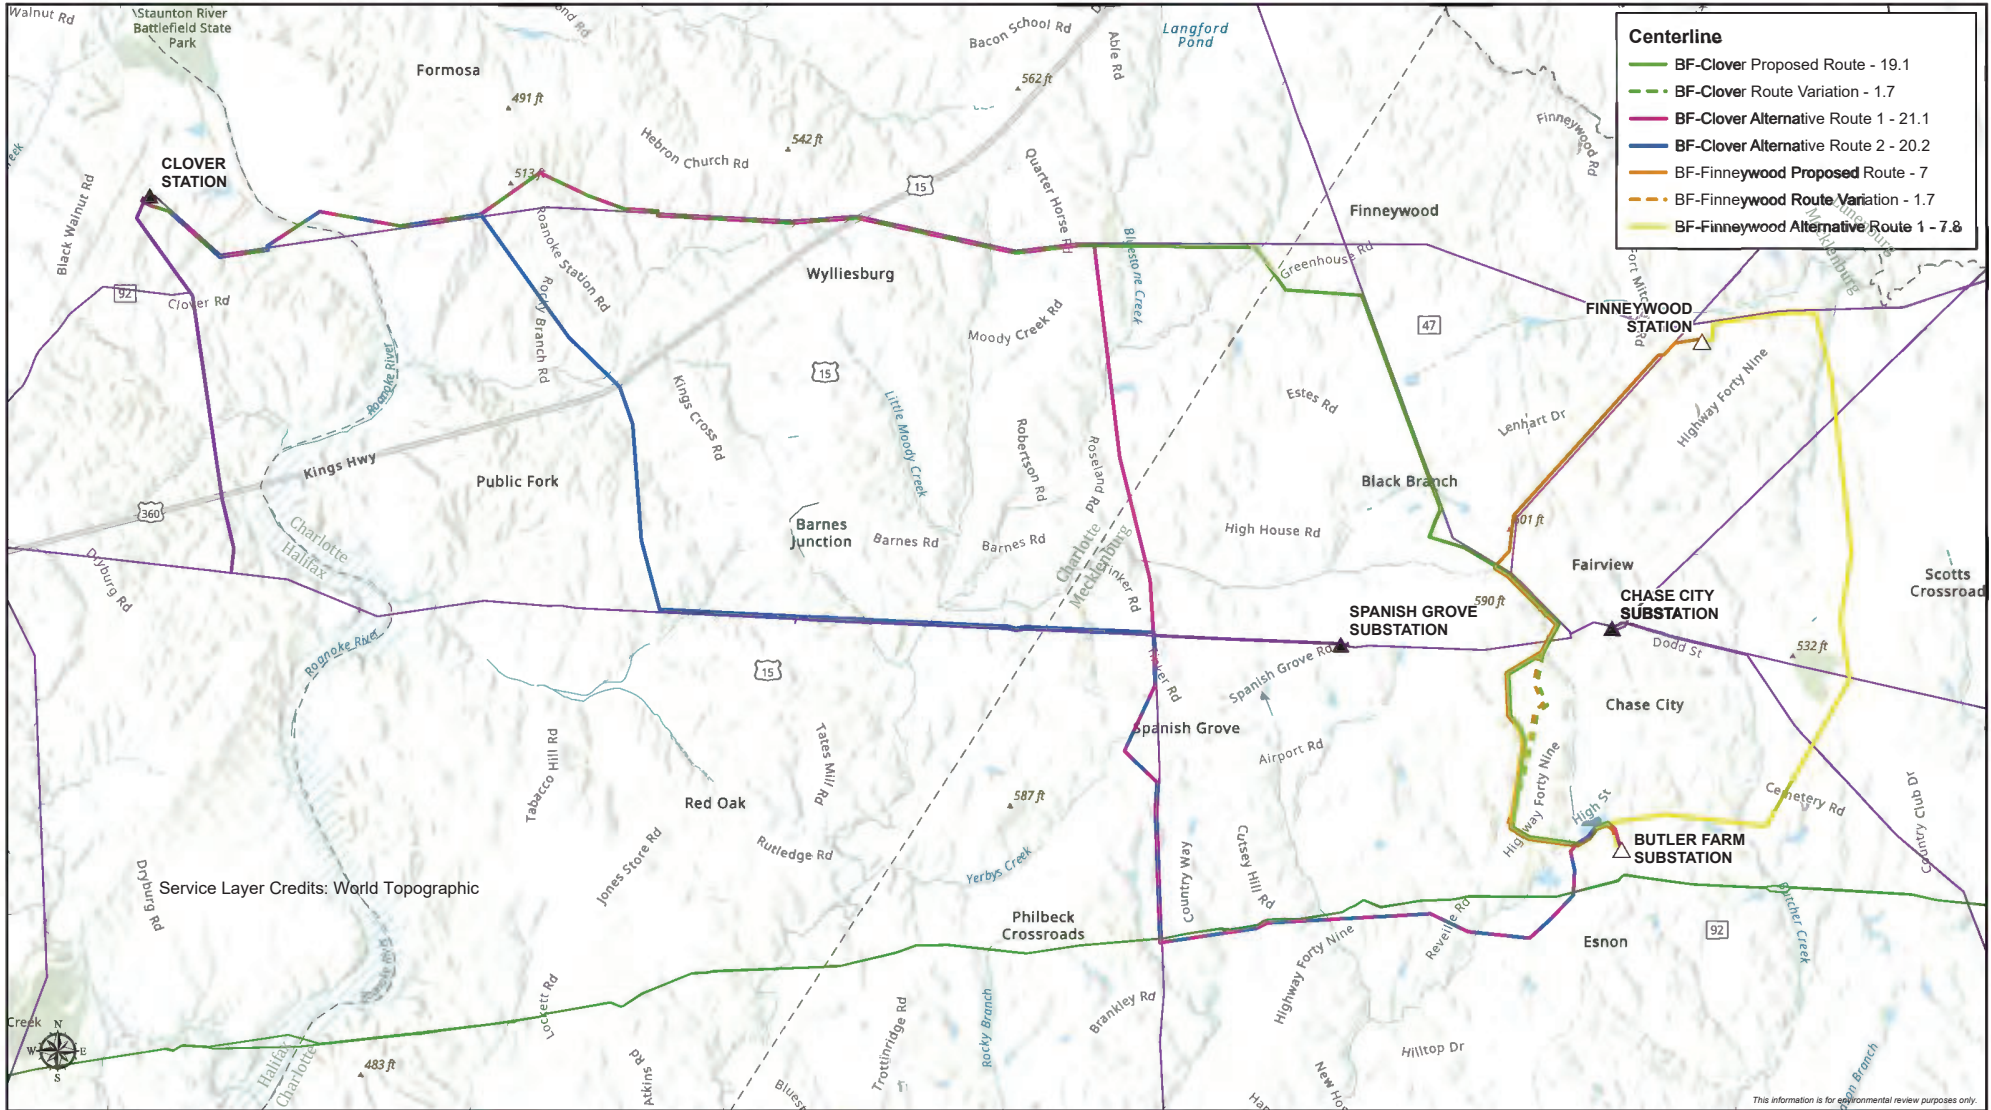 Walnut Rd
Staunton River
Battlefield State
Park
Formosa
491 ft
Bacon School Rd
562 ft
Able Rd
Langford
Pond
Centerline
BF-Clover Proposed Route - 19.1
BF-Clover Route Variation - 1.7
BF-Clover Alternative Route 1 - 21.1
BF-Clover Alternative Route 2 - 20.2
BF-Finneywood Proposed Route - 7
BF-Finneywood Route Variation - 1.7
BF-Finneywood Alternative Route 1 - 7.8
Finneywood Rd
Lunenburg
Mecklenburg
CLOVER
STATION
Black Walnut Rd
513 ft
Hebron Church Rd
542 ft
15
Quarter Horse Rd
Finneywood
Greenhouse Rd
Bluestone Creek
Roanoke Station Rd
Wylliesburg
92
Clover Rd
Rocky Branch Rd
Moody Creek Rd
47
FINNEYWOOD
STATION
Highway Forty Nine
Roanoke River
15
Kings Cross Rd
Little Moody Creek
Robertson Rd
Roseland Rd
Estes Rd
Lenhart Dr
Kings Hwy
Public Fork
Black Branch
360
Charlotte
Halifax
Barnes
Junction
Barnes Rd
Barnes Rd
Charlotte
Mecklenburg
High House Rd
601 ft
Fairview
Dryburg Rd
Tinker Rd
590 ft
Scotts
Crossroad
SPANISH GROVE
SUBSTATION
CHASE CITY
SUBSTATION
Dodd St
532 ft
Roanoke River
15
Tinker Rd
Spanish Grove Rd
Chase City
Spanish Grove
Airport Rd
Tabacco Hill Rd
Tates Mill Rd
Red Oak
587 ft
Highway Forty Nine
High St
Cemetery Rd
Country Club Dr
Jones Store Rd
Rutledge Rd
Yerbys Creek
Country Way
Cutsey Hill Rd
BUTLER FARM
SUBSTATION
Dryburg Rd
Service Layer Credits: World Topographic
Philbeck
Crossroads
Highway Forty Nine
Reveille Rd
Esnon
92
Butcher Creek
Lockett Rd
Trottinridge Rd
Rocky Branch
Brankley Rd
Creek
N
W
E
S
Halifax
Charlotte
483 ft
Atkins Rd
Hilltop Dr
This information is for environmental review purposes only.